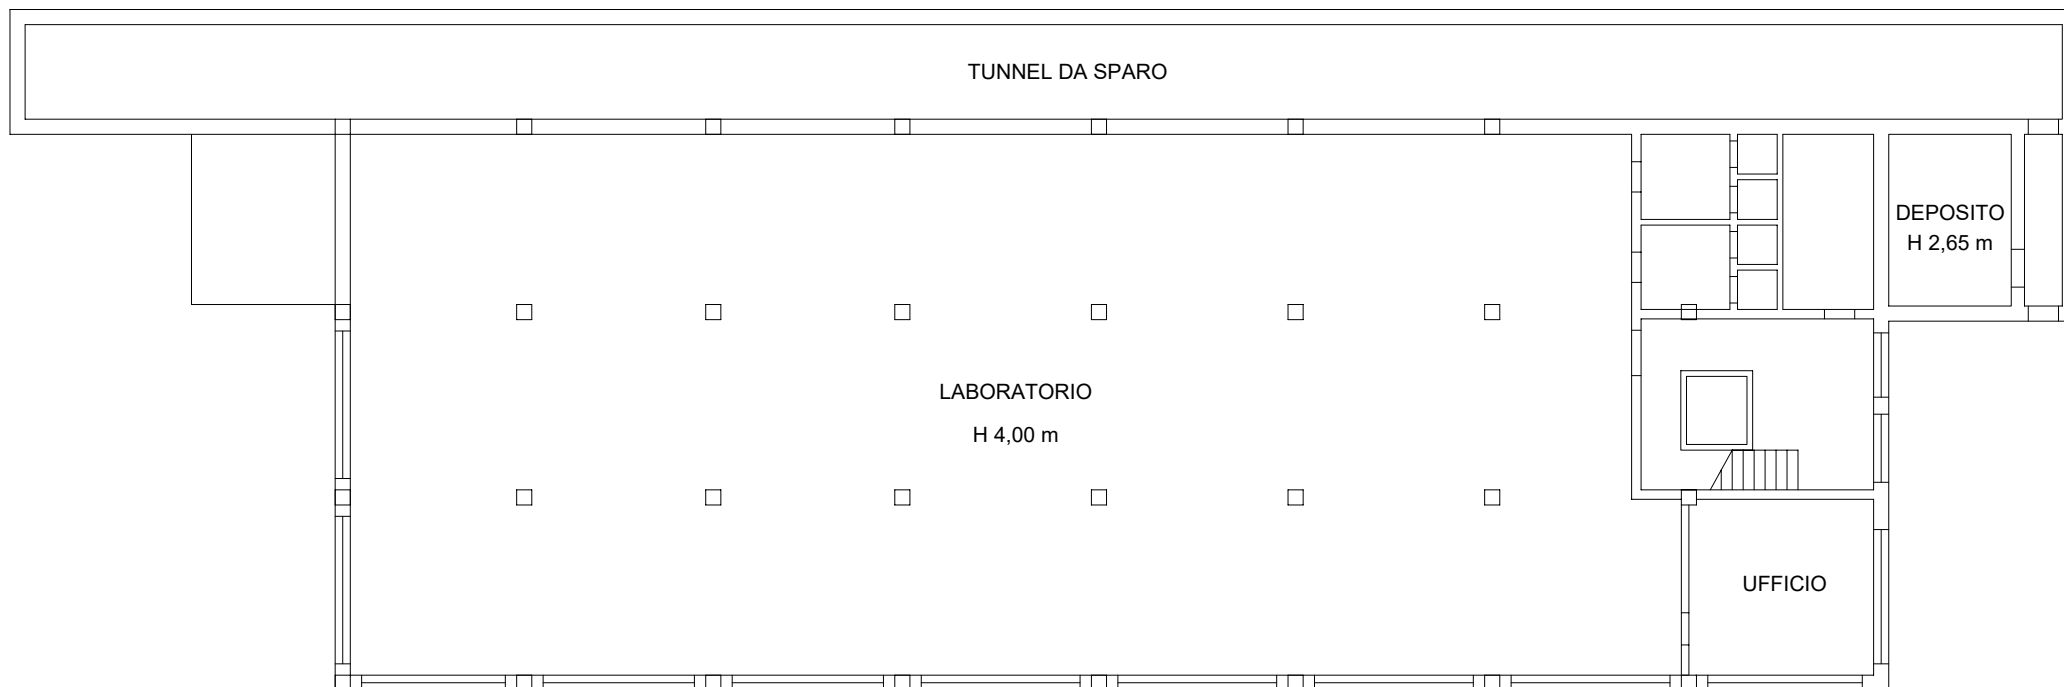 TUNNEL DA SPARO
DEPOSITO
H 2,65 m
LABORATORIO
H 4,00 m
UFFICIO